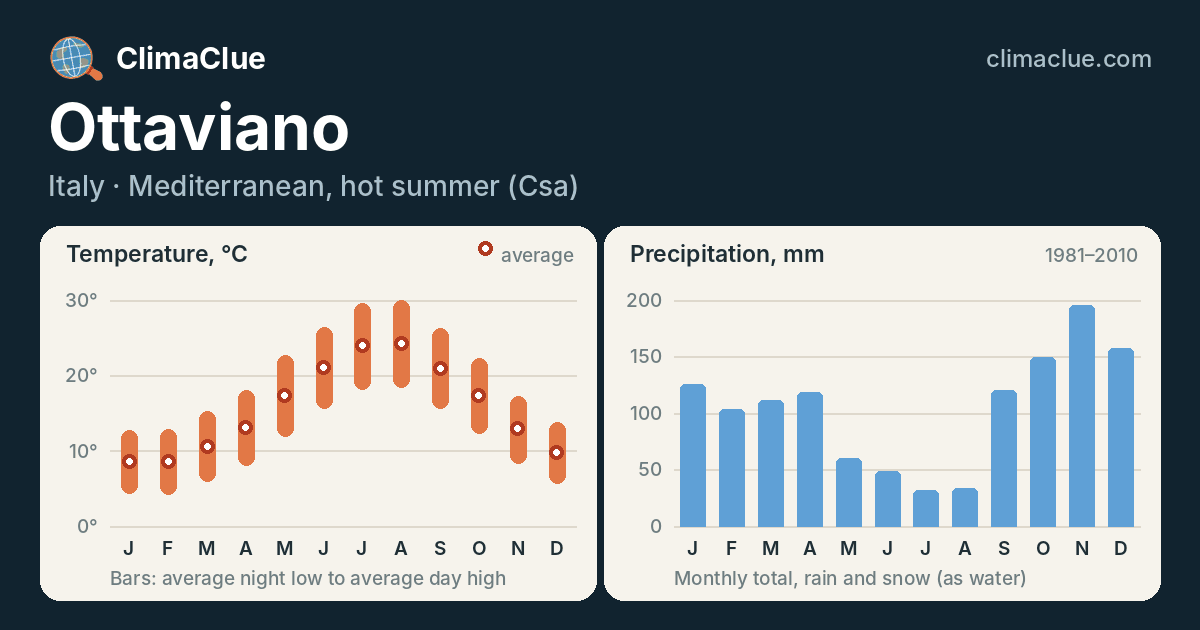 ClimaClue
climaclue.com
Ottaviano
Italy · Mediterranean, hot summer (Csa)
Temperature, °C
average
30°
20°
10°
0°
J F M A M J J A S O N D
Bars: average night low to average day high
Precipitation, mm
1981–2010
200
150
100
50
0
J F M A M J J A S O N D
Monthly total, rain and snow (as water)